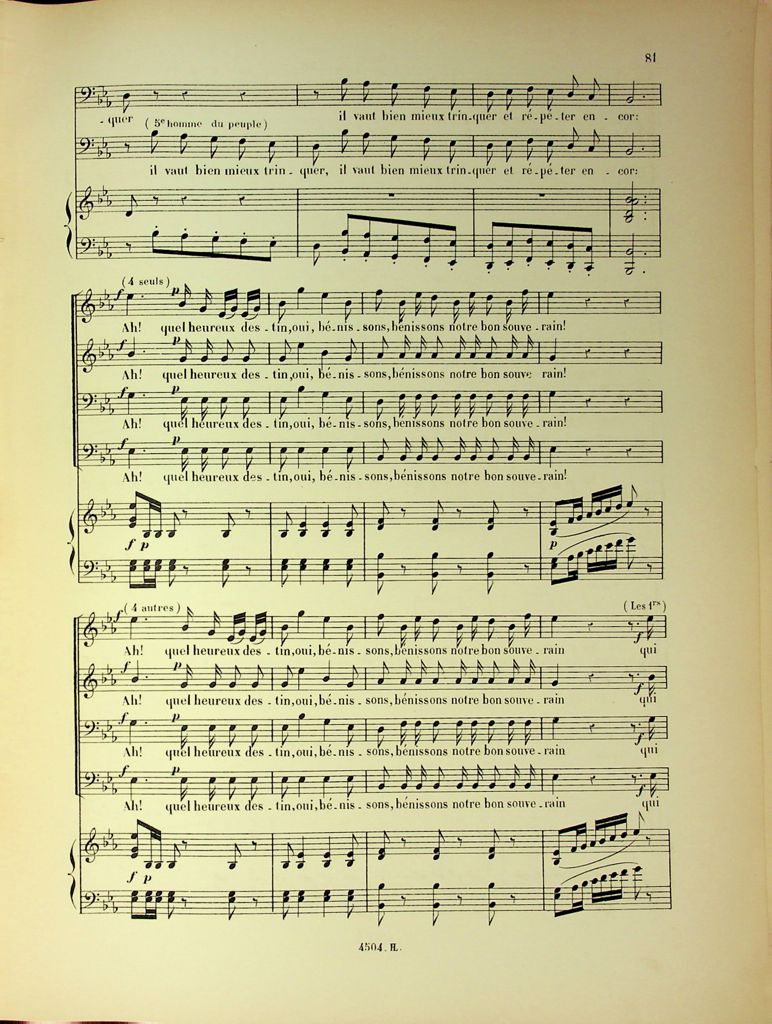 81
- quer il vaut bien mieux trin-quer et ré-pé-ter en - cor:
(5e homme du peuple)
il vaut bien mieux trin-quer, il vaut bien mieux trin-quer et ré-pé-ter en - cor:
(4 seuls)
f p
Ah! quel heureux des - tin,oui, bé-nis - sons,bénissons notre bon souve - rain!
f p
Ah! quel heureux des - tin,oui, bé-nis - sons,bénissons notre bon souve rain!
f p
Ah! quel heureux des - tin,oui, bé-nis - sons,bénissons notre bon souve - rain!
f p
Ah! quel heureux des - tin,oui, bé-nis - sons,bénissons notre bon souve - rain!
f p p
(4 autres) (Les 1rs)
f p f
Ah! quel heureux des - tin,oui, bé-nis - sons,bénissons notre bon souve - rain qui
f p f
Ah! quel heureux des - tin,oui, bé-nis - sons,bénissons notre bon souve - rain qui
f p f
Ah! quel heureux des - tin,oui, bé-nis - sons,bénissons notre bon souve - rain qui
f p f
Ah! quel heureux des - tin,oui, bé-nis - sons,bénissons notre bon souve - rain qui
f p
4504. H.